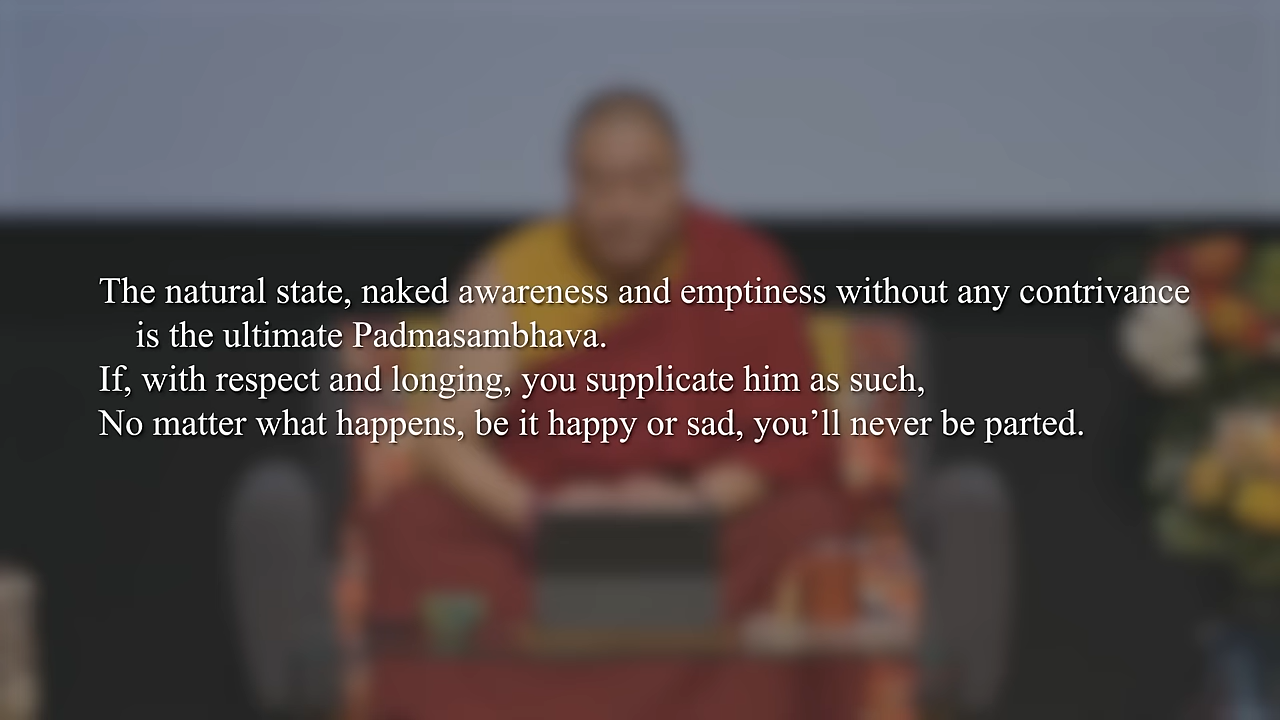 The natural state, naked awareness and emptiness without any contrivance
is the ultimate Padmasambhava.
If, with respect and longing, you supplicate him as such,
No matter what happens, be it happy or sad, you’ll never be parted.